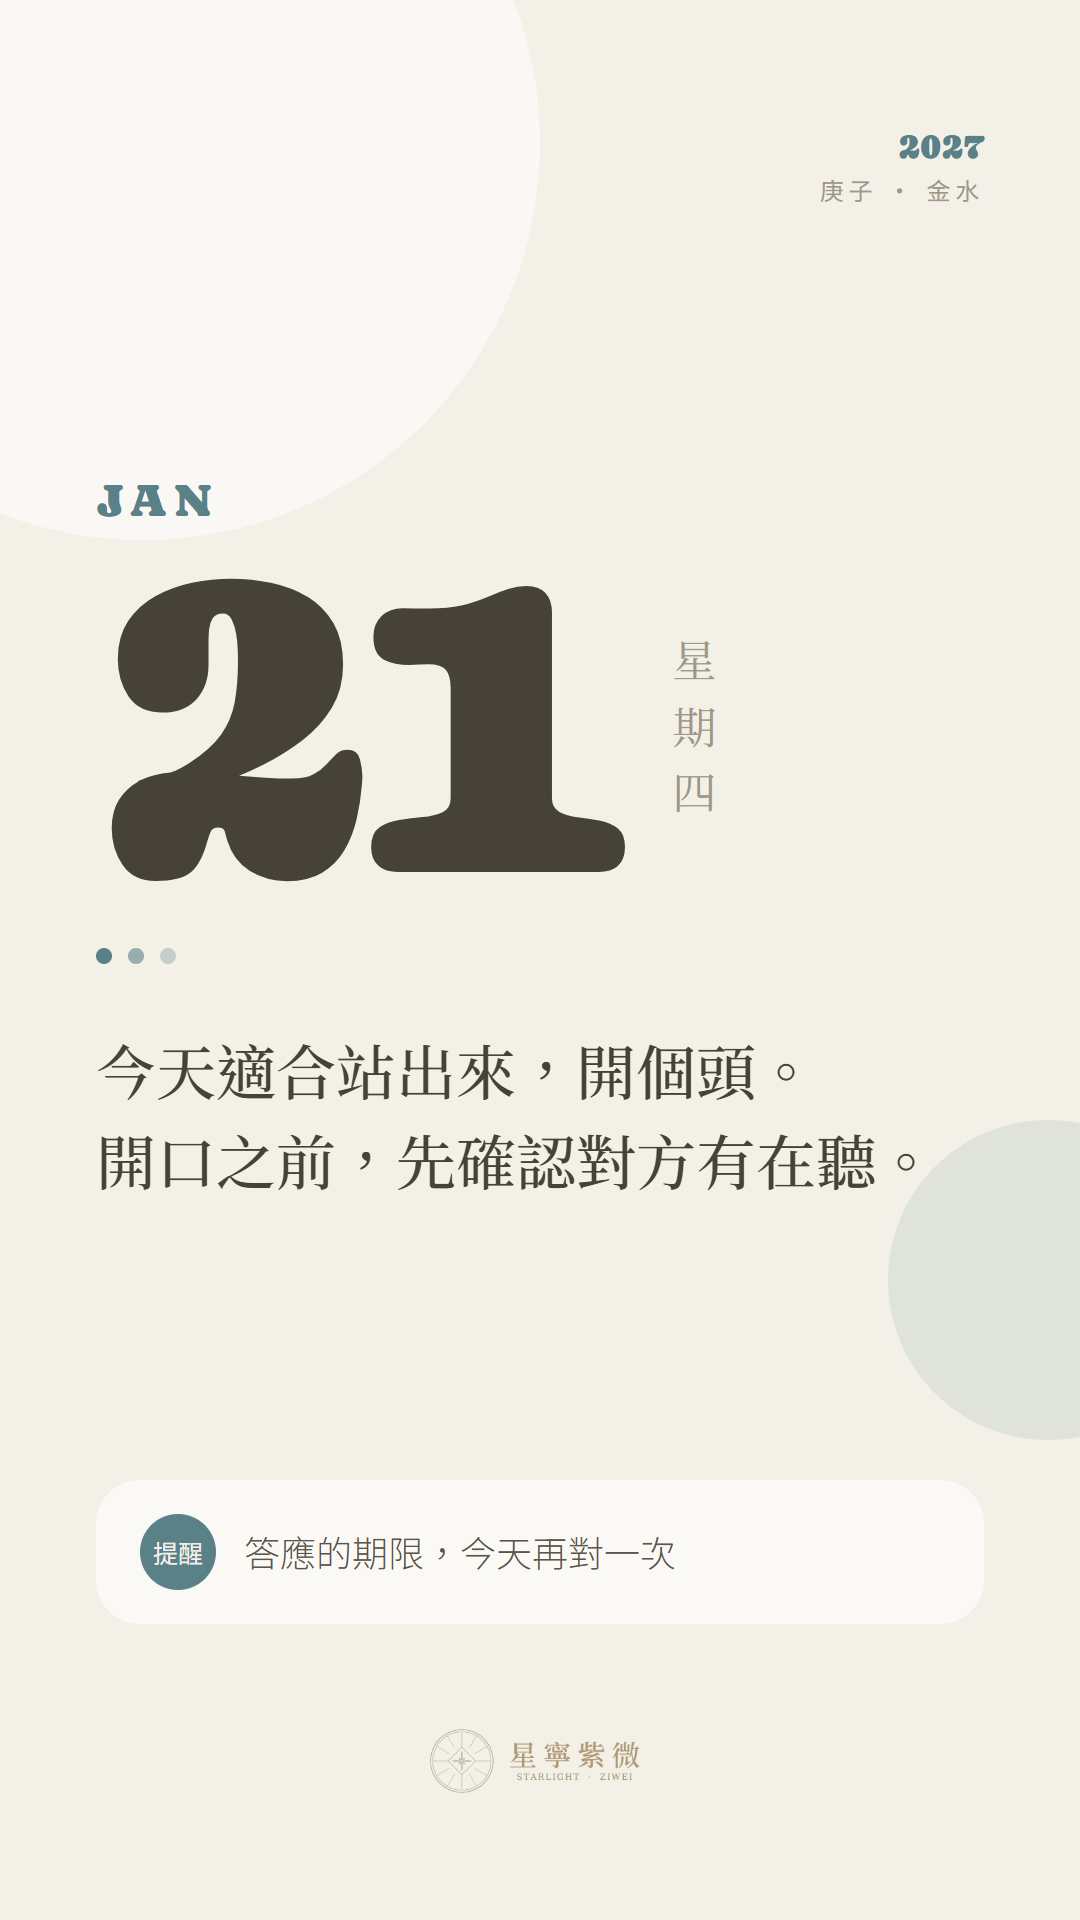 2027
庚子 · 金水
JAN
21
星期四
今天適合站出來，開個頭。
開口之前，先確認對方有在聽。
提醒
答應的期限，今天再對一次
星寧紫微
STARLIGHT · ZIWEI